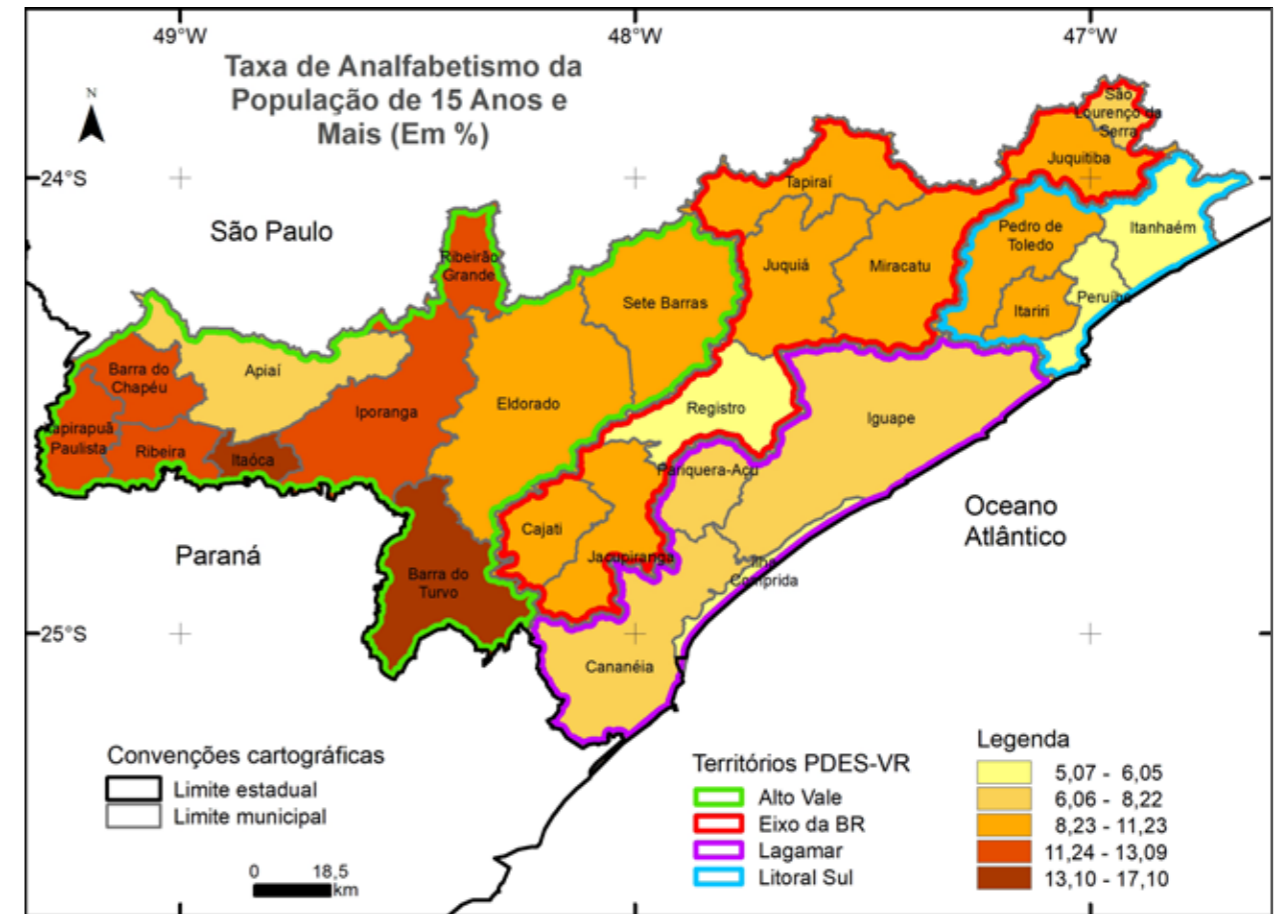 49°W
48°W
47°W
Taxa de Analfabetismo da
População de 15 Anos e
Mais (Em %)
N
24°S
25°S
São Paulo
Paraná
Oceano
Atlântico
São
Lourenço da
Serra
Juquitiba
Tapiraí
Itanhaém
Pedro de
Toledo
Juquiá
Miracatu
Peruíbe
Itariri
Ribeirão
Grande
Sete Barras
Barra do
Chapéu
Apiaí
Eldorado
Iporanga
Registro
Iguape
Itapirapuã
Paulista
Ribeira
Itaóca
Pariquera-Açu
Cajati
Jacupiranga
Ilha
Comprida
Barra do
Turvo
Cananéia
Convenções cartográficas
Limite estadual
Limite municipal
0 18,5
km
Territórios PDES-VR
Alto Vale
Eixo da BR
Lagamar
Litoral Sul
Legenda
5,07 - 6,05
6,06 - 8,22
8,23 - 11,23
11,24 - 13,09
13,10 - 17,10